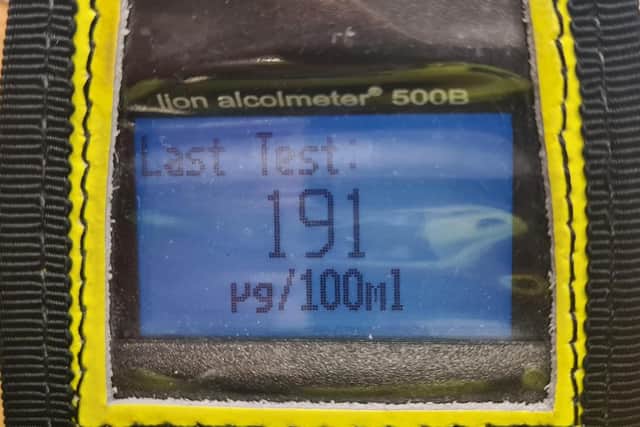 lion alcolmeter® 500B
Last Test:
191
µg/100ml